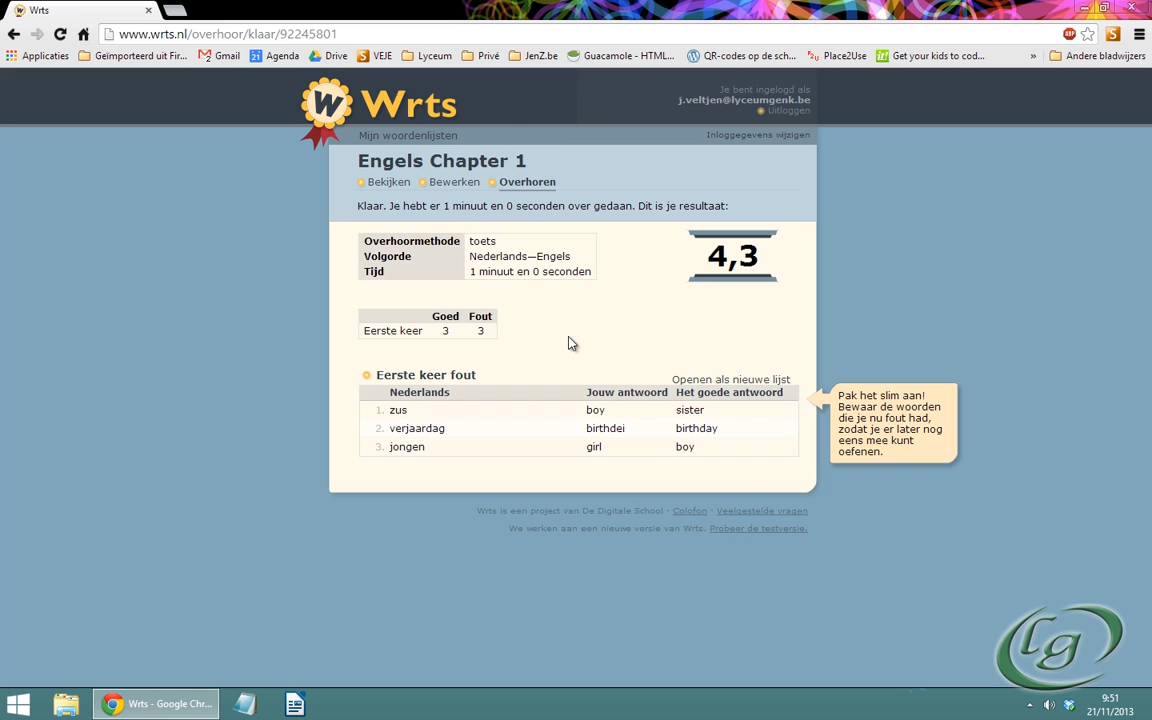 Wrts
www.wrts.nl/overhoor/klaar/92245801
ABP
S
Applicaties
Geïmporteerd uit Fir...
Gmail
21 Agenda
Drive
S VEJE
Lyceum
Privé
JenZ.be
Guacamole - HTML...
QR-codes op de sch...
Place2Use
Get your kids to cod...
»
Andere bladwijzers
W Wrts
Je bent ingelogd als
j.veltjen@lyceumgenk.be
Uitloggen
Mijn woordenlijsten
Inloggegevens wijzigen
Engels Chapter 1
Bekijken Bewerken Overhoren
Klaar. Je hebt er 1 minuut en 0 seconden over gedaan. Dit is je resultaat:
Overhoormethode toets
Volgorde Nederlands—Engels
Tijd 1 minuut en 0 seconden
4,3
Goed Fout
Eerste keer 3 3
Eerste keer fout
Openen als nieuwe lijst
Nederlands Jouw antwoord Het goede antwoord
1. zus boy sister
2. verjaardag birthdei birthday
3. jongen girl boy
Pak het slim aan!
Bewaar de woorden
die je nu fout had,
zodat je er later nog
eens mee kunt
oefenen.
Wrts is een project van De Digitale School · Colofon · Veelgestelde vragen
We werken aan een nieuwe versie van Wrts. Probeer de testversie.
lg
Wrts - Google Chr...
9:51
21/11/2013